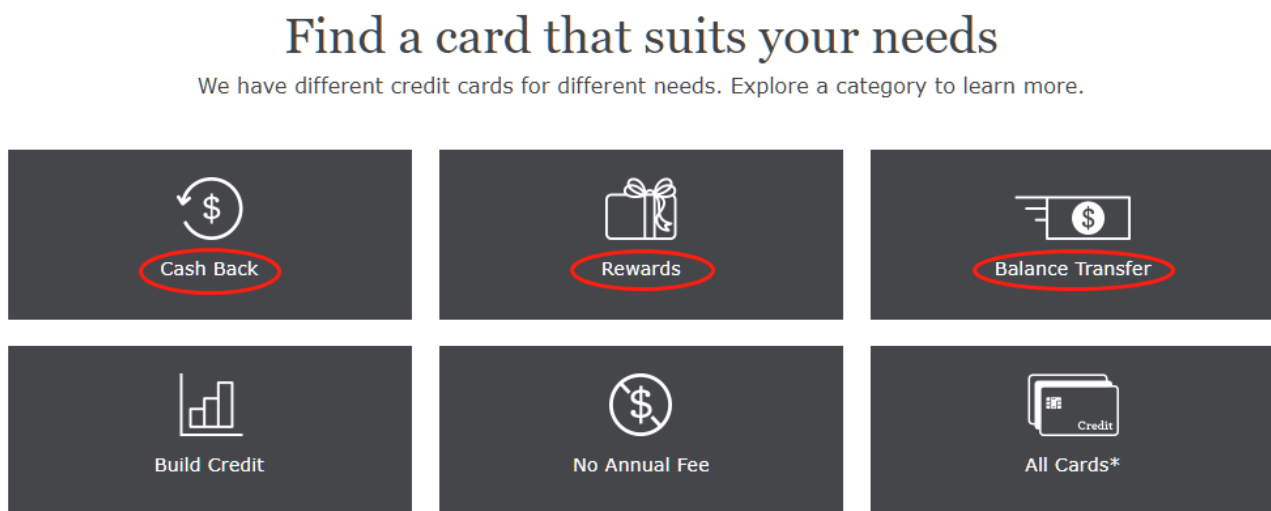 Find a card that suits your needs
We have different credit cards for different needs. Explore a category to learn more.
$
$
Cash Back
Rewards
Balance Transfer
$
Credit
Build Credit
No Annual Fee
All Cards*